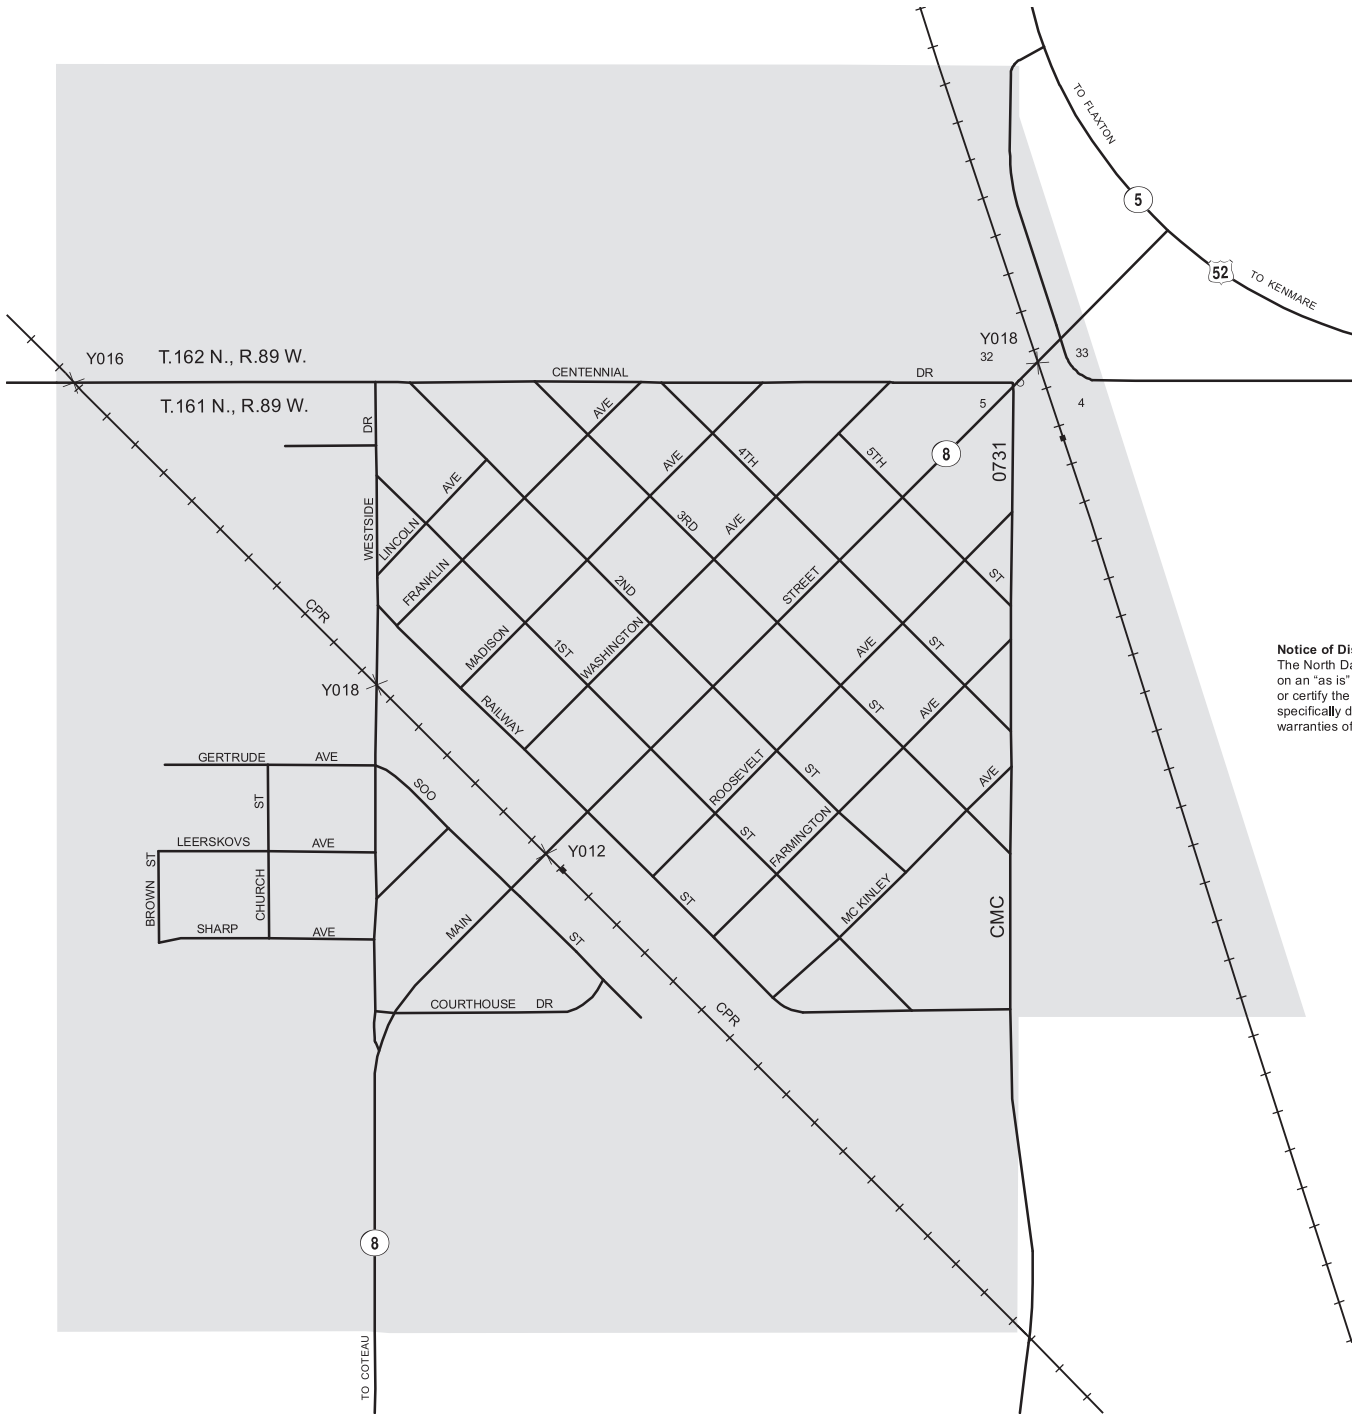 TO FLAXTON
5
52
TO KENMARE
Y018
32
33
Y016
T.162 N., R.89 W.
CENTENNIAL DR
T.161 N., R.89 W.
5
4
WESTSIDE DR
8
0731
LINCOLN AVE
FRANKLIN AVE
MADISON AVE
WASHINGTON AVE
MAIN STREET
ROOSEVELT AVE
FARMINGTON AVE
MC KINLEY AVE
RAILWAY ST
1ST ST
2ND ST
3RD ST
4TH ST
5TH ST
CPR
Y018
Notice of Dis
The North Da
on an "as is"
or certify the
specifically d
warranties of
GERTRUDE AVE
SOO ST
CHURCH ST
LEERSKOVS AVE
BROWN ST
SHARP AVE
Y012
CMC
COURTHOUSE DR
CPR
8
TO COTEAU